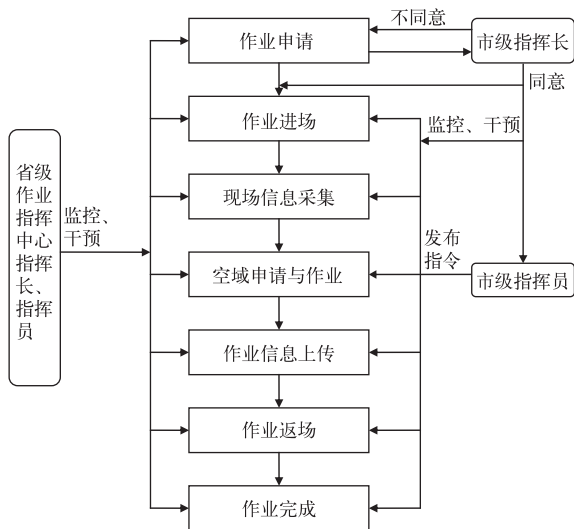 不同意
作业申请
市级指挥长
同意
作业进场
监控、干预
省级
作业
指挥
中心
指挥
长、
指挥
员
监控、
干预
现场信息采集
发布
指令
空域申请与作业
市级指挥员
作业信息上传
作业返场
作业完成